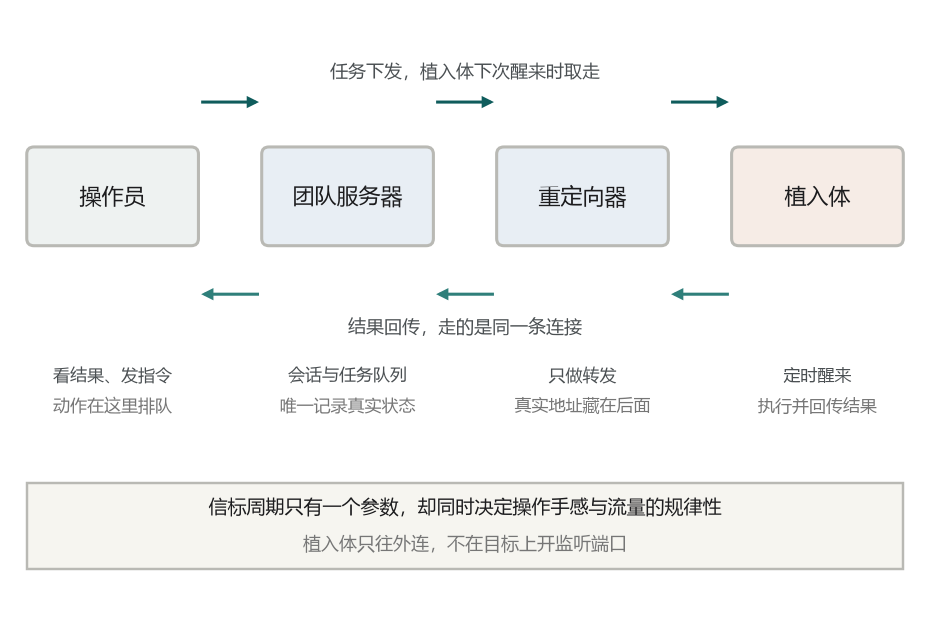 任务下发，植入体下次醒来时取走
操作员
团队服务器
重定向器
植入体
结果回传，走的是同一条连接
看结果、发指令
动作在这里排队
会话与任务队列
唯一记录真实状态
只做转发
真实地址藏在后面
定时醒来
执行并回传结果
信标周期只有一个参数，却同时决定操作手感与流量的规律性
植入体只往外连，不在目标上开监听端口